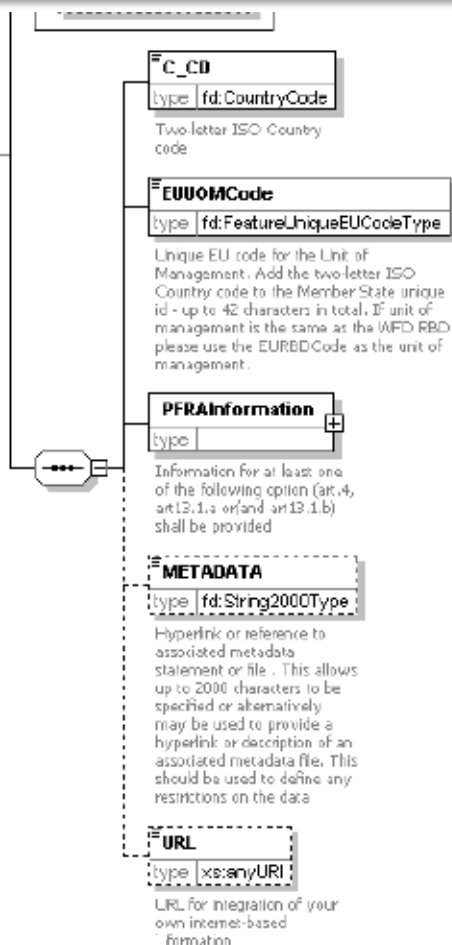 C_CD
type fd:CountryCode
Two-letter ISO Country
code
EUUOMCode
type fd:FeatureUniqueEUCodeType
Unique EU code for the Unit of
Management. Add the two-letter ISO
Country code to the Member State unique
id - up to 42 characters in total. If unit of
management is the same as the WFD RBD
please use the EURBDCode as the unit of
management.
PFRAInformation
type
Information for at least one
of the following option (art.4,
art13.1.a or/and art13.1.b)
shall be provided
METADATA
type fd:String2000Type
Hyperlink or reference to
associated metadata
statement or file . This allows
up to 2000 characters to be
specified or alternatively
may be used to provide a
hyperlink or description of an
associated metadata file. This
should be used to define any
restrictions on the data
URL
type xs:anyURI
URL for integration of your
own internet-based
information